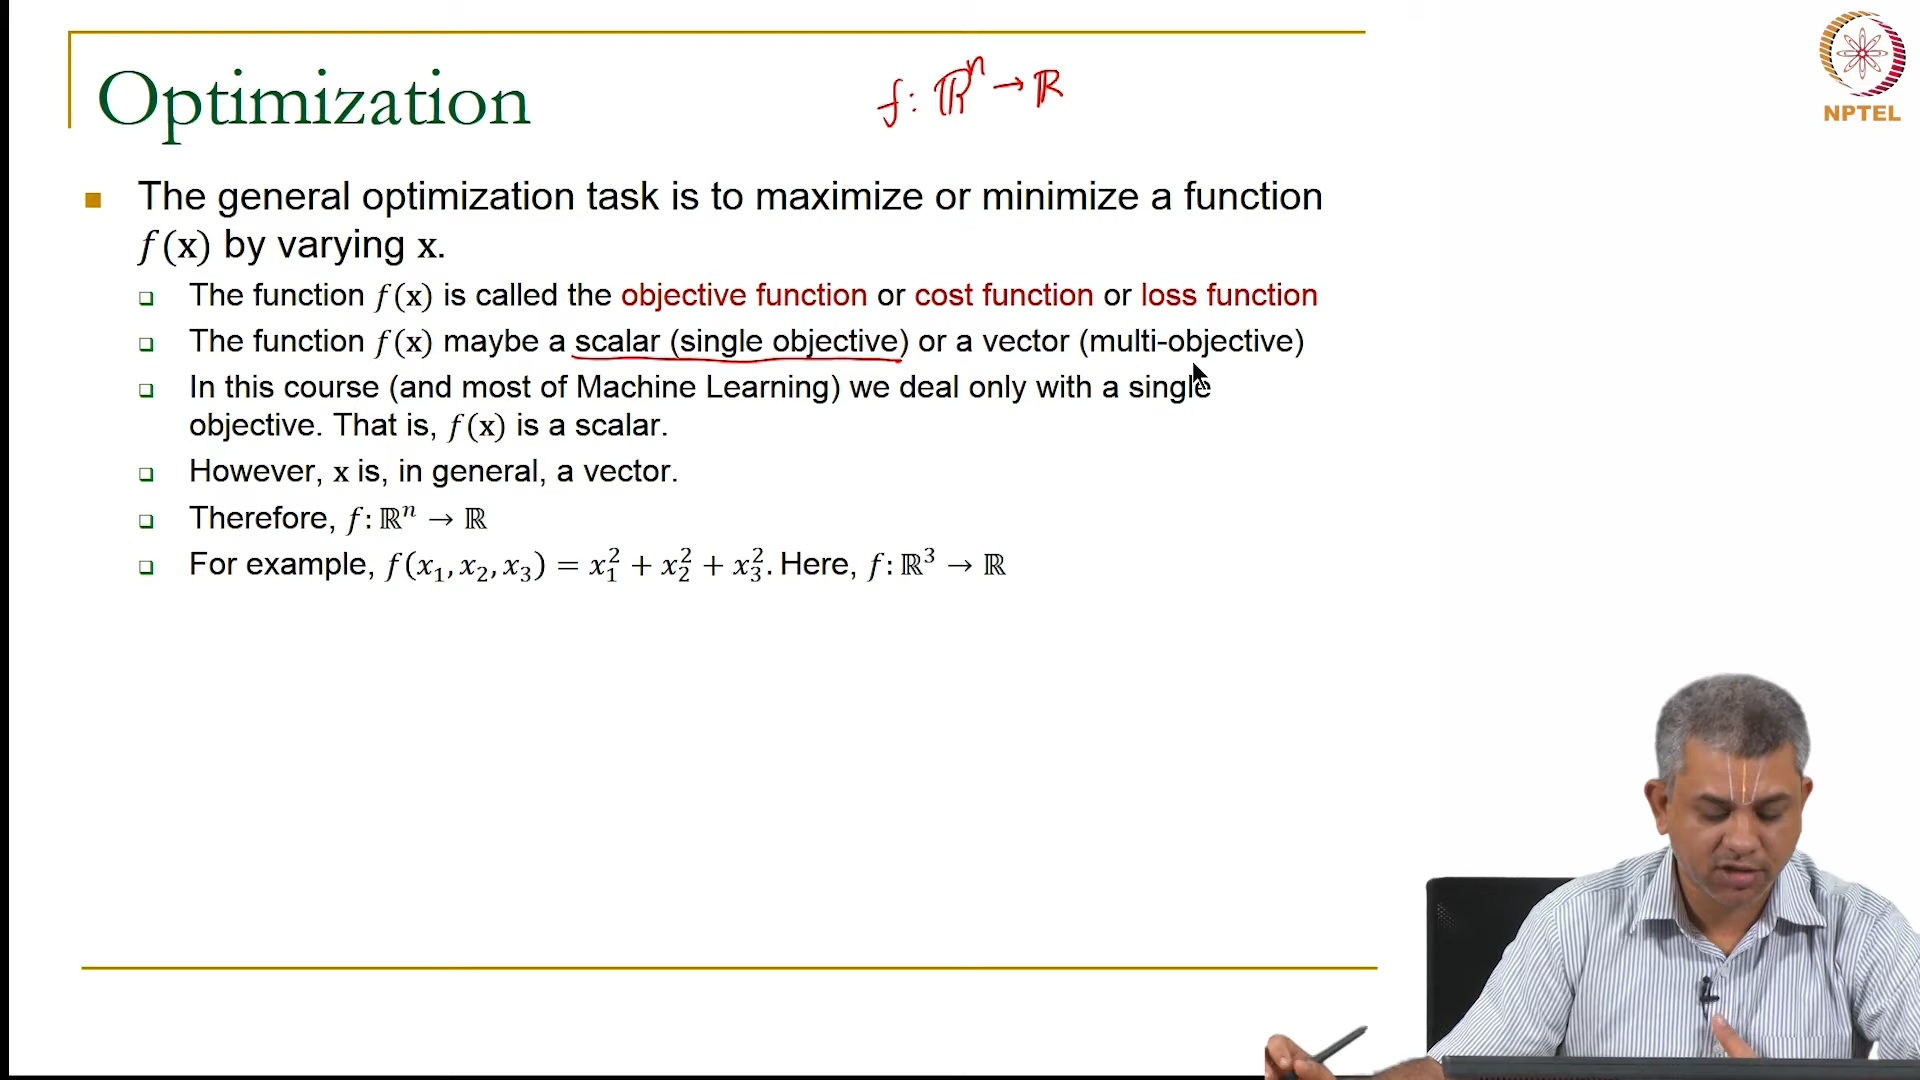 Optimization
f: ℝⁿ → ℝ
NPTEL
■ The general optimization task is to maximize or minimize a function
f(x) by varying x.
❑ The function f(x) is called the objective function or cost function or loss function
❑ The function f(x) maybe a scalar (single objective) or a vector (multi-objective)
❑ In this course (and most of Machine Learning) we deal only with a single
objective. That is, f(x) is a scalar.
❑ However, x is, in general, a vector.
❑ Therefore, f: ℝⁿ → ℝ
❑ For example, f(x₁, x₂, x₃) = x₁² + x₂² + x₃². Here, f: ℝ³ → ℝ